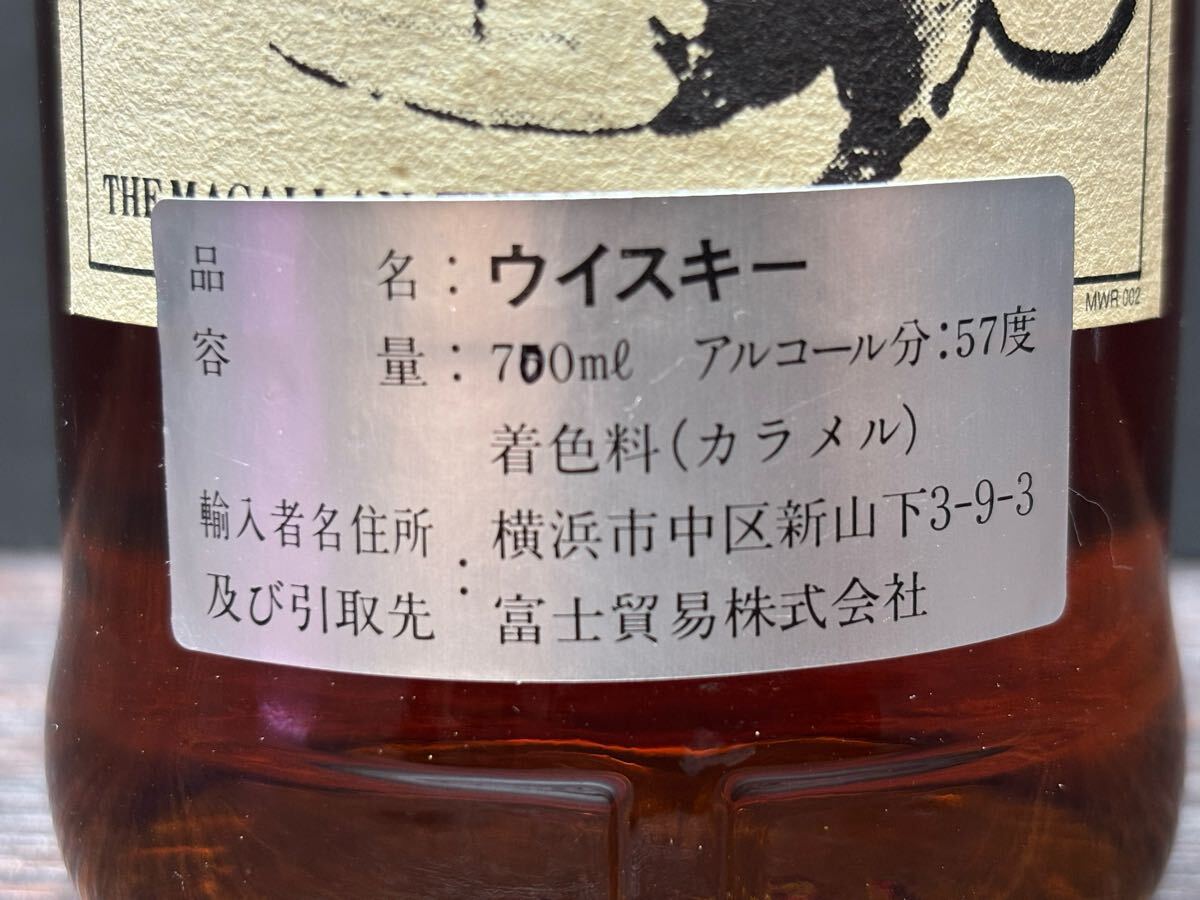 THE MACALLAN
MWR 002
品名：ウイスキー
容量：700ml アルコール分：57度
着色料（カラメル）
輸入者名住所 : 横浜市中区新山下3-9-3
及び引取先 富士貿易株式会社